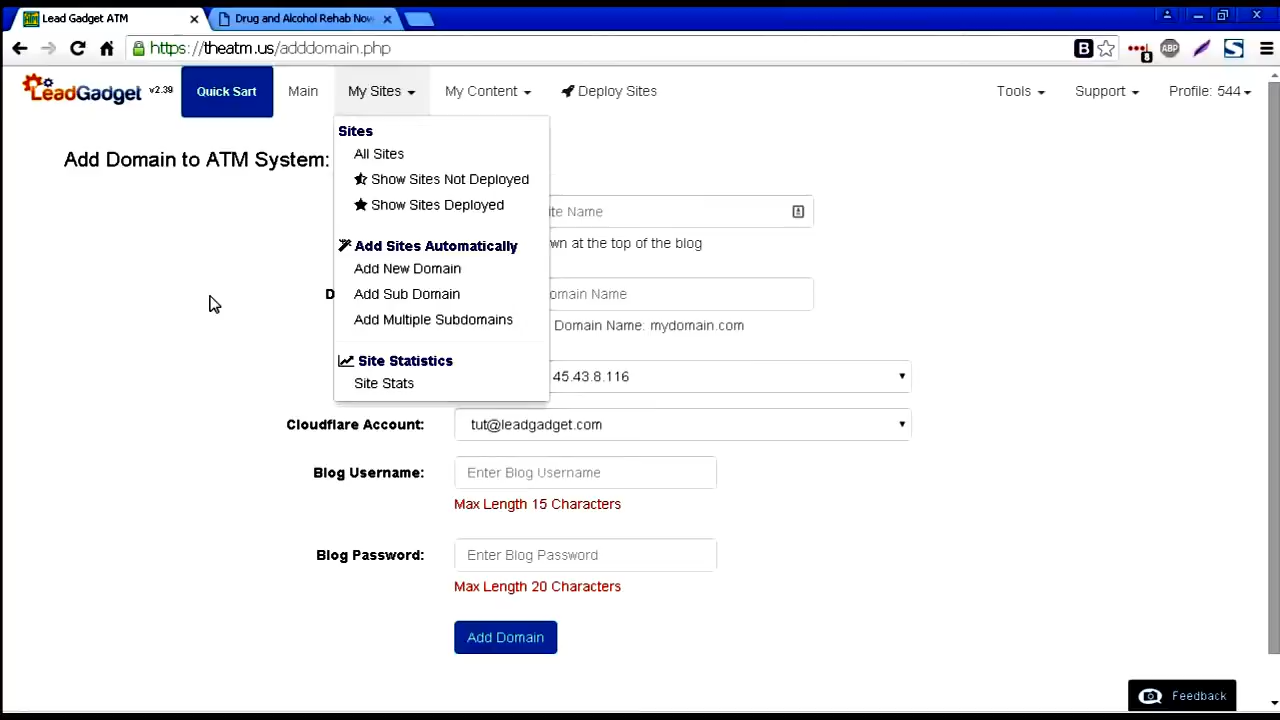 Lead Gadget ATM
Drug and Alcohol Rehab Now
https://theatm.us/adddomain.php
B
8
ABP
S
LeadGadget v2.39
Quick Sart
Main
My Sites
My Content
Deploy Sites
Tools
Support
Profile: 544
Sites
All Sites
Show Sites Not Deployed
Show Sites Deployed
Add Sites Automatically
Add New Domain
Add Sub Domain
Add Multiple Subdomains
Site Statistics
Site Stats
Add Domain to ATM System:
ite Name
wn at the top of the blog
D
omain Name
Domain Name: mydomain.com
45.43.8.116
Cloudflare Account:
tut@leadgadget.com
Blog Username:
Enter Blog Username
Max Length 15 Characters
Blog Password:
Enter Blog Password
Max Length 20 Characters
Add Domain
Feedback